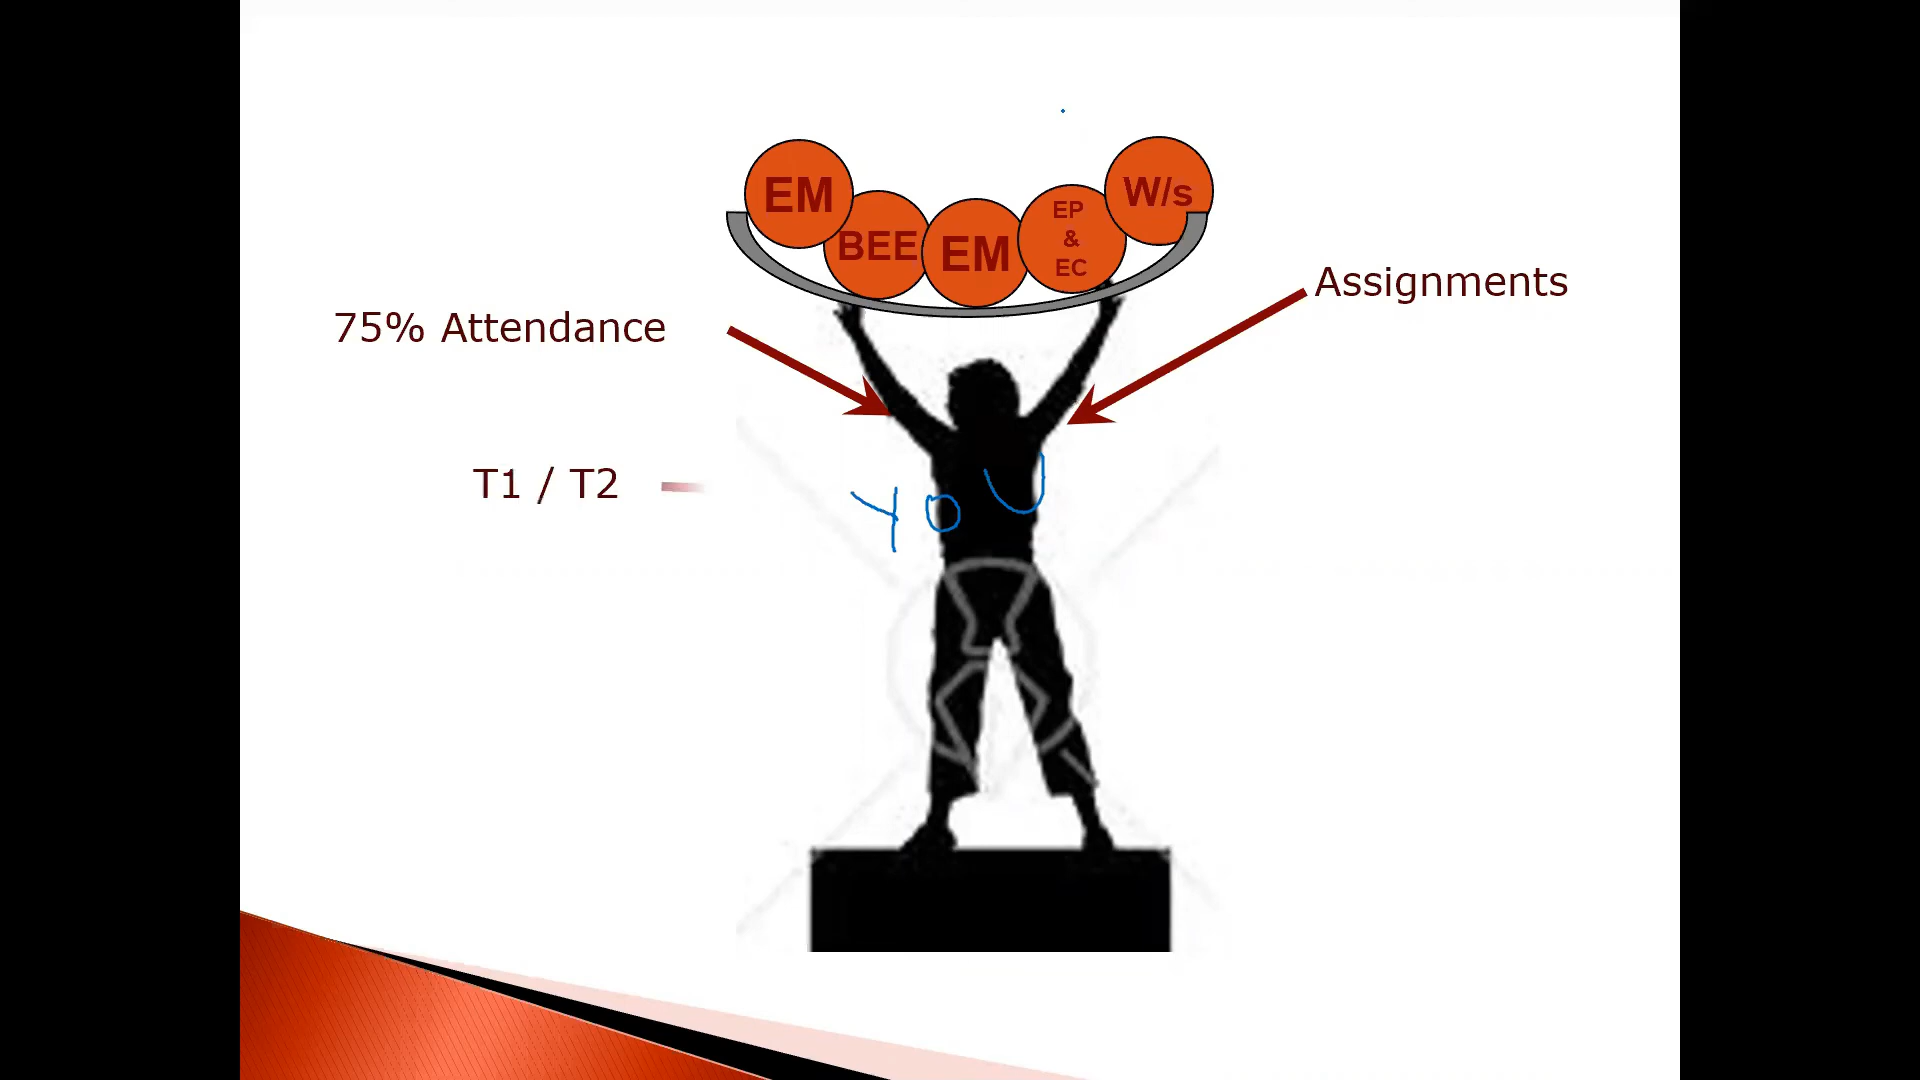 EM
BEE
EM
EP
&
EC
W/s
Assignments
75% Attendance
T1 / T2
YOU